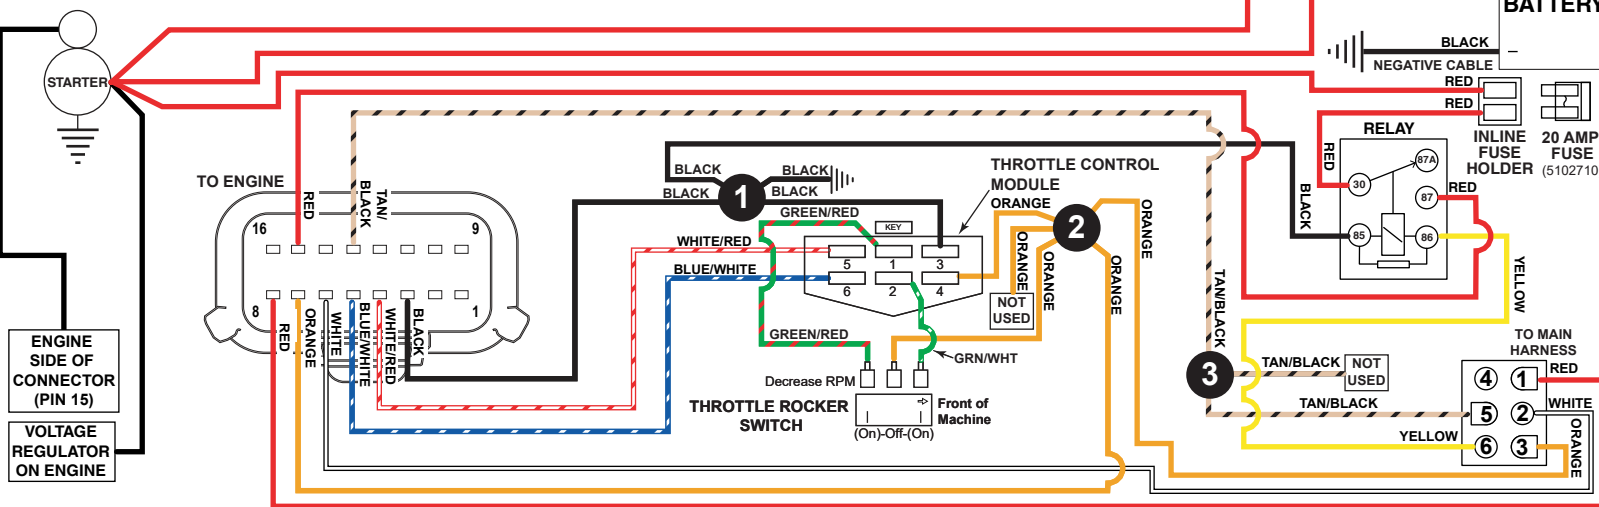 BATTERY
STARTER
BLACK
–
NEGATIVE CABLE
RED
RED
INLINE
FUSE
HOLDER
20 AMP
FUSE
(5102710
RELAY
87A
30
RED
87
RED
85
86
BLACK
YELLOW
TO ENGINE
RED
TAN/
BLACK
16
9
8
1
RED
ORANGE
WHITE
BLUE/WHITE
WHITE/RED
BLACK
BLACK
BLACK
BLACK
BLACK
1
THROTTLE CONTROL
MODULE
ORANGE
GREEN/RED
KEY
WHITE/RED
BLUE/WHITE
5
1
3
6
2
4
2
ORANGE
ORANGE
ORANGE
ORANGE
NOT
USED
GREEN/RED
GRN/WHT
Decrease RPM
THROTTLE ROCKER
SWITCH
Front of
Machine
(On)-Off-(On)
TAN/BLACK
3
TAN/BLACK
NOT
USED
TAN/BLACK
YELLOW
TO MAIN
HARNESS
RED
WHITE
ORANGE
4
1
5
2
6
3
ENGINE
SIDE OF
CONNECTOR
(PIN 15)
VOLTAGE
REGULATOR
ON ENGINE